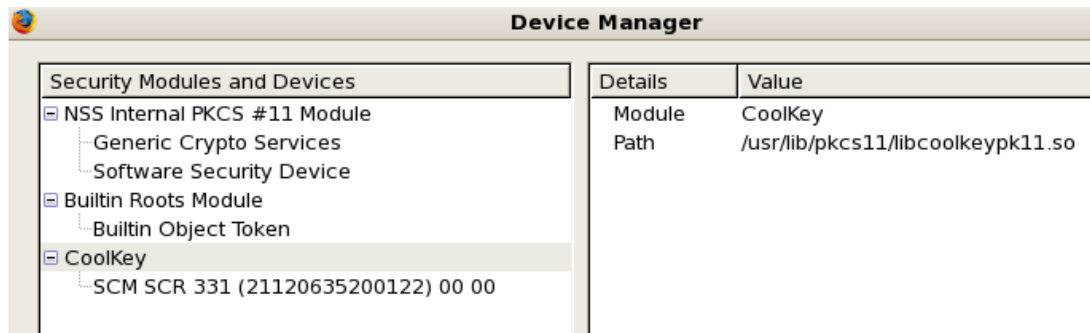 Device Manager
Security Modules and Devices
NSS Internal PKCS #11 Module
Generic Crypto Services
Software Security Device
Builtin Roots Module
Builtin Object Token
CoolKey
SCM SCR 331 (21120635200122) 00 00
Details Value
Module CoolKey
Path /usr/lib/pkcs11/libcoolkeypk11.so